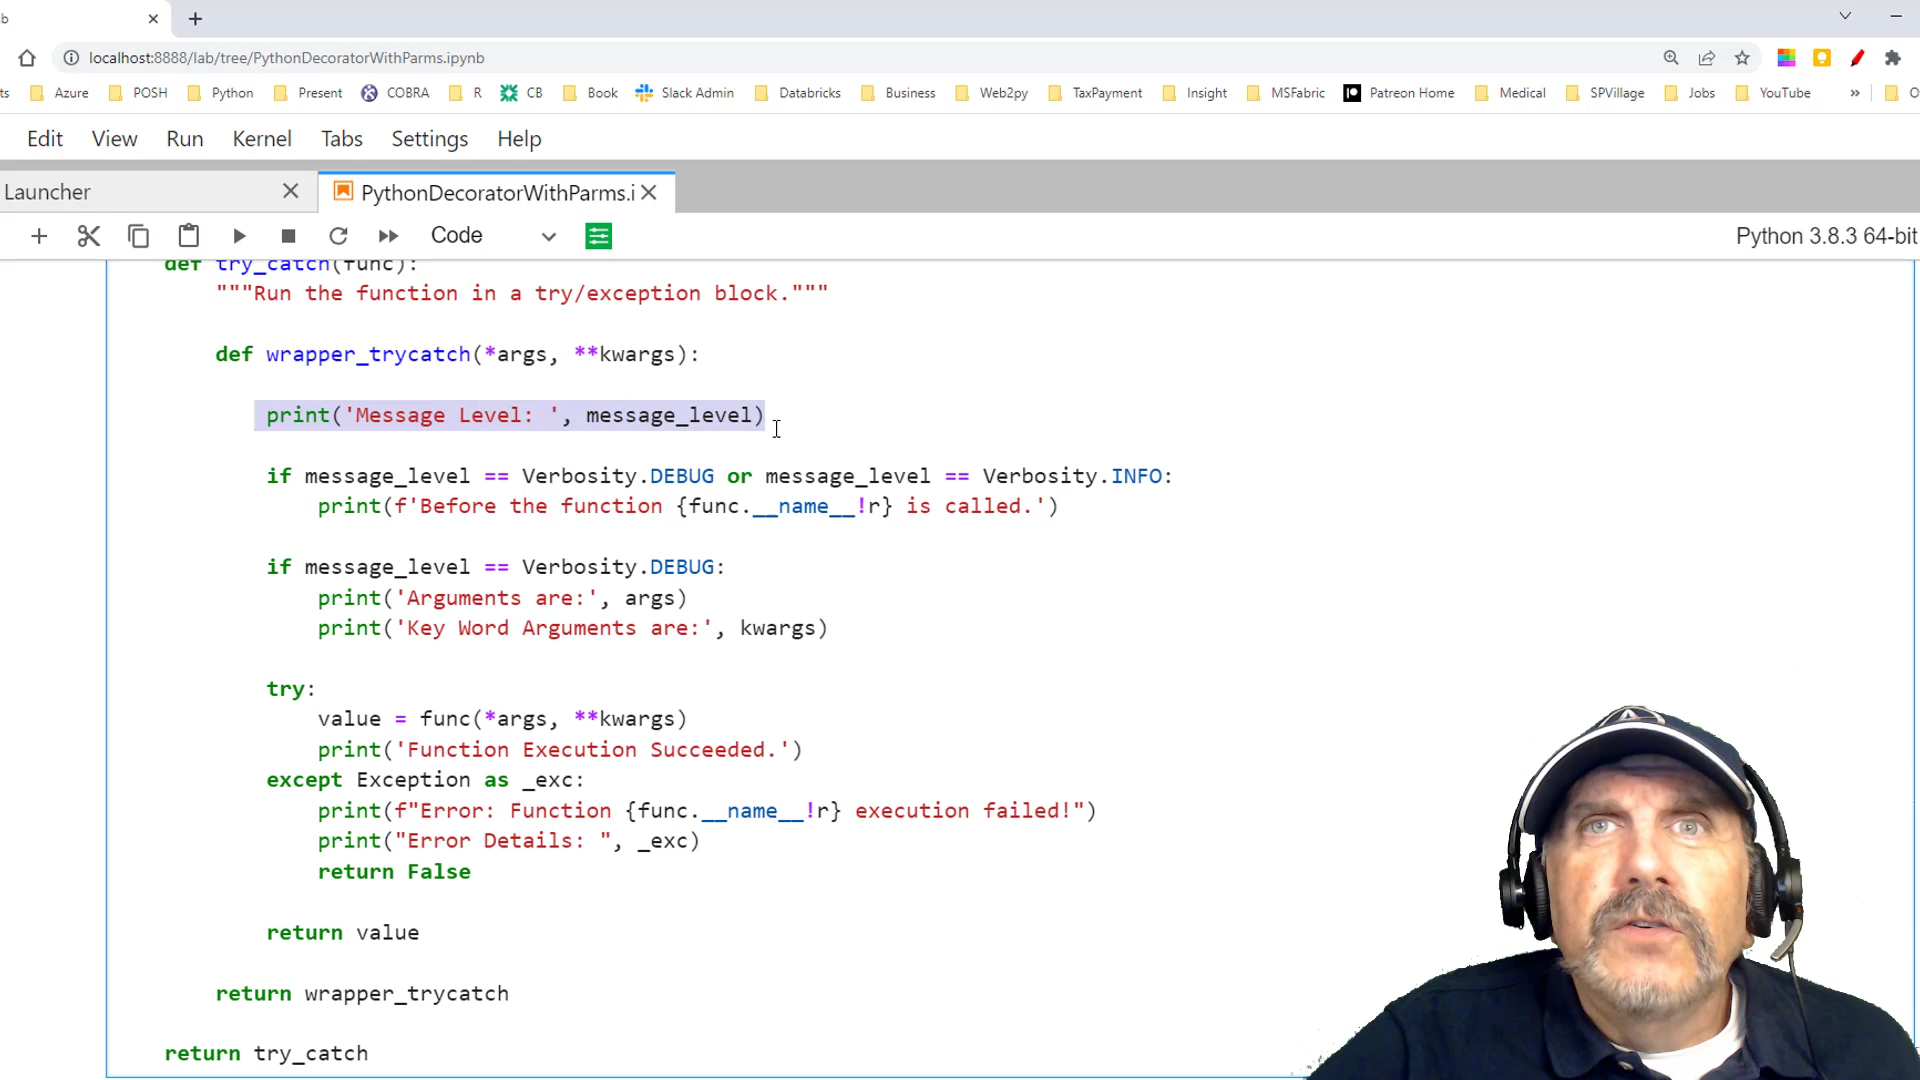 b
localhost:8888/lab/tree/PythonDecoratorWithParms.ipynb
ts Azure POSH Python Present COBRA R CB Book Slack Admin Databricks Business Web2py TaxPayment Insight MSFabric Patreon Home Medical SPVillage Jobs YouTube » O
Edit View Run Kernel Tabs Settings Help
Launcher PythonDecoratorWithParms.i
Code Python 3.8.3 64-bit
def try_catch(func):
"""Run the function in a try/exception block."""
def wrapper_trycatch(*args, **kwargs):
print('Message Level: ', message_level)
if message_level == Verbosity.DEBUG or message_level == Verbosity.INFO:
print(f'Before the function {func.__name__!r} is called.')
if message_level == Verbosity.DEBUG:
print('Arguments are:', args)
print('Key Word Arguments are:', kwargs)
try:
value = func(*args, **kwargs)
print('Function Execution Succeeded.')
except Exception as _exc:
print(f"Error: Function {func.__name__!r} execution failed!")
print("Error Details: ", _exc)
return False
return value
return wrapper_trycatch
return try_catch